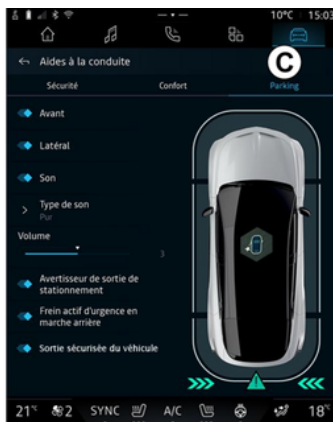 10°C 15:03
Aides à la conduite
C
Sécurité Confort Parking
Avant
Latéral
Son
Type de son
Pur
Volume
3
Avertisseur de sortie de
stationnement
Frein actif d'urgence en
marche arrière
Sortie sécurisée du véhicule
21°C 2 SYNC A/C 18°